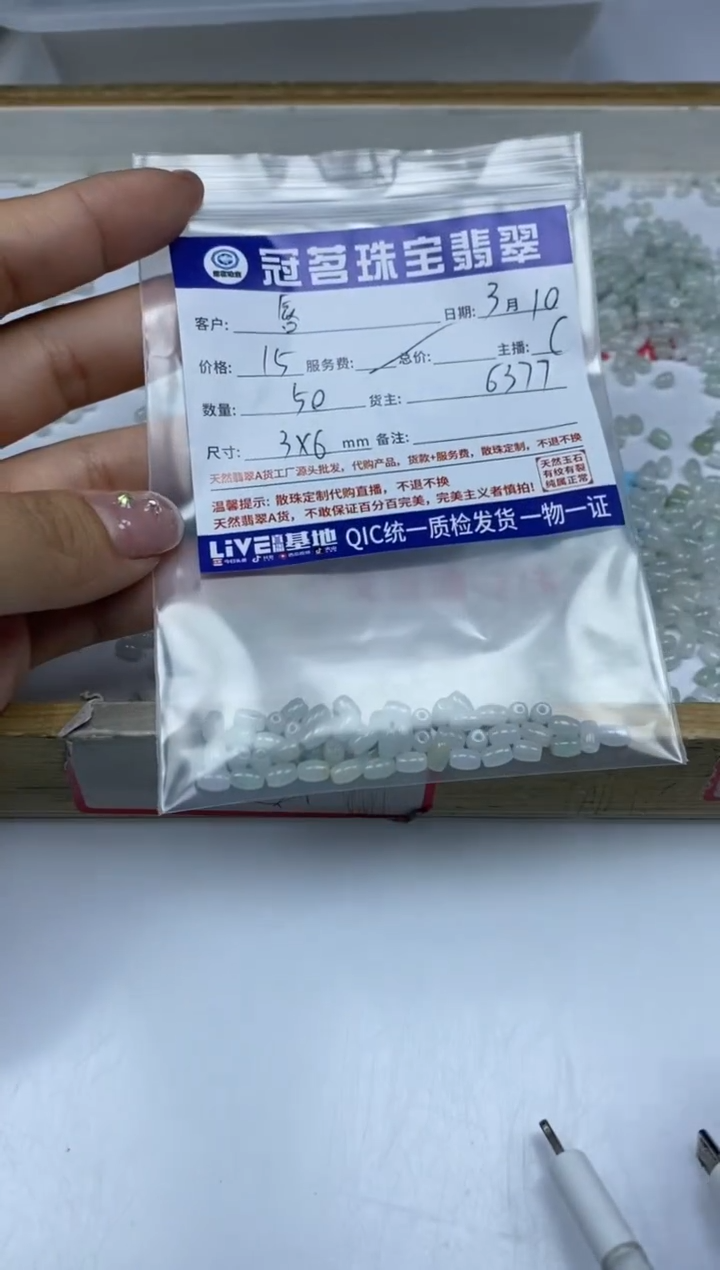 冠茗珠宝翡翠
客户: 日期: 3月10
价格: 15 服务费: 总价: 主播: C
数量: 50 货主: 6377
尺寸: 3X6 mm 备注:
天然翡翠A货工厂源头批发，代购产品，货款+服务费，散珠定制，不退不换
温馨提示: 散珠定制代购直播，不退不换
天然翡翠A货，不敢保证百分百完美，完美主义者慎拍!
天然玉石
有纹有裂
纯属正常
LiVE直播基地 QIC统一质检发货一物一证